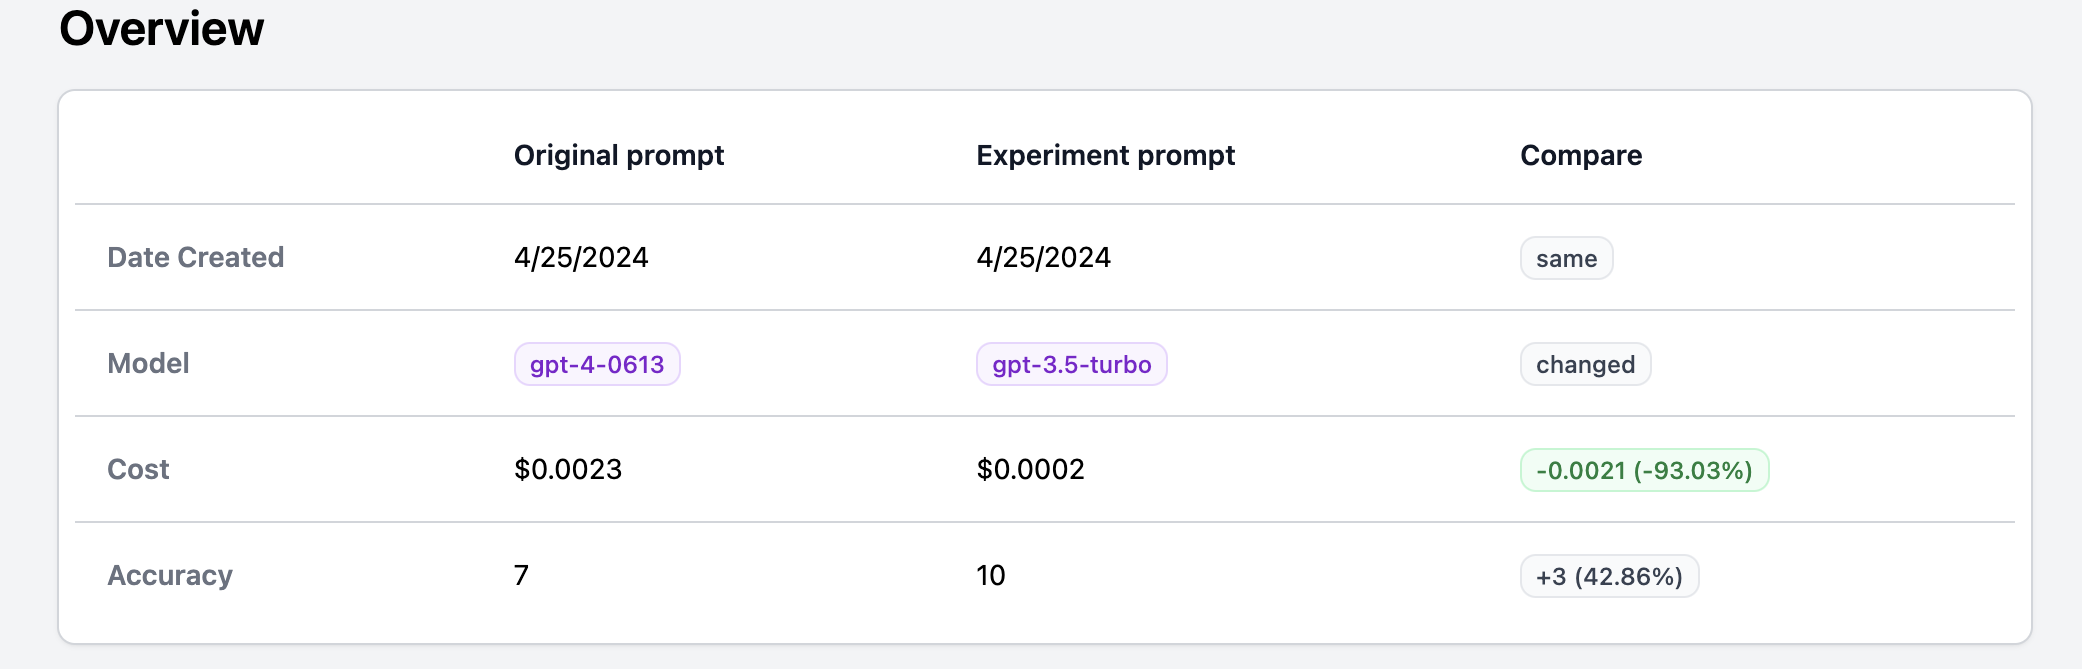 Overview
Original prompt Experiment prompt Compare
Date Created 4/25/2024 4/25/2024 same
Model gpt-4-0613 gpt-3.5-turbo changed
Cost $0.0023 $0.0002 -0.0021 (-93.03%)
Accuracy 7 10 +3 (42.86%)